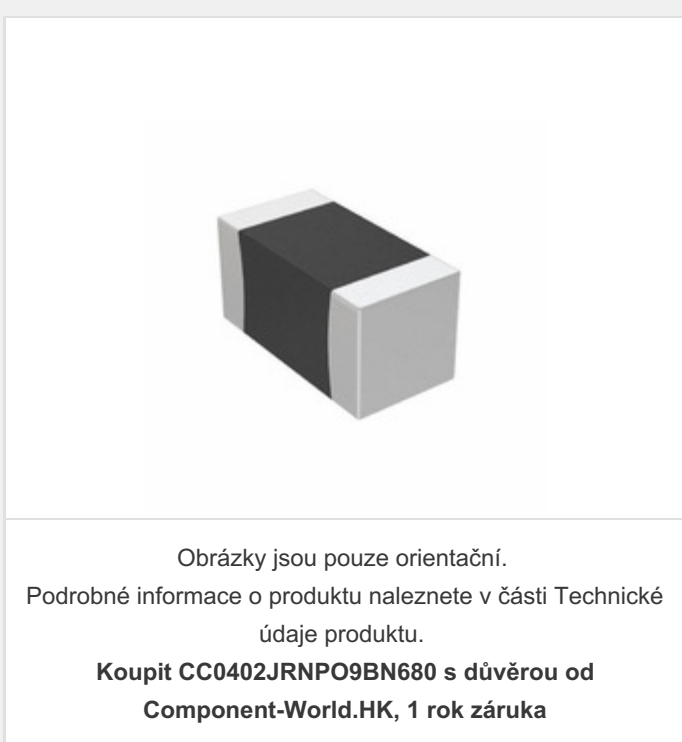 Obrázky jsou pouze orientační.
Podrobné informace o produktu naleznete v části Technické
údaje produktu.
Koupit CC0402JRNPO9BN680 s důvěrou od
Component-World.HK, 1 rok záruka